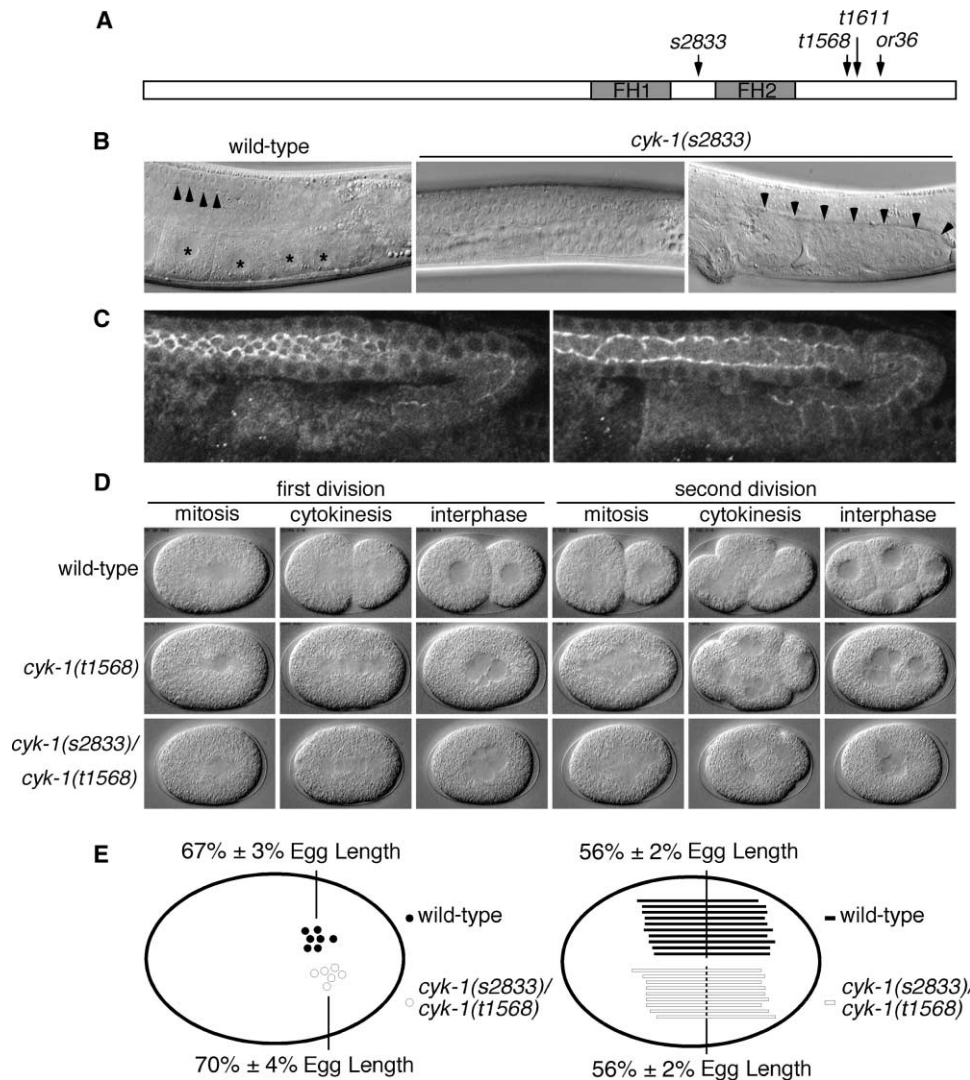 A
t1611
s2833
t1568
or36
FH1
FH2
B
wild-type
cyk-1(s2833)
* * * *
C
D
first division
second division
mitosis
cytokinesis
interphase
mitosis
cytokinesis
interphase
wild-type
cyk-1(t1568)
cyk-1(s2833)/
cyk-1(t1568)
E
67% ± 3% Egg Length
wild-type
cyk-1(s2833)/
cyk-1(t1568)
70% ± 4% Egg Length
56% ± 2% Egg Length
wild-type
cyk-1(s2833)/
cyk-1(t1568)
56% ± 2% Egg Length